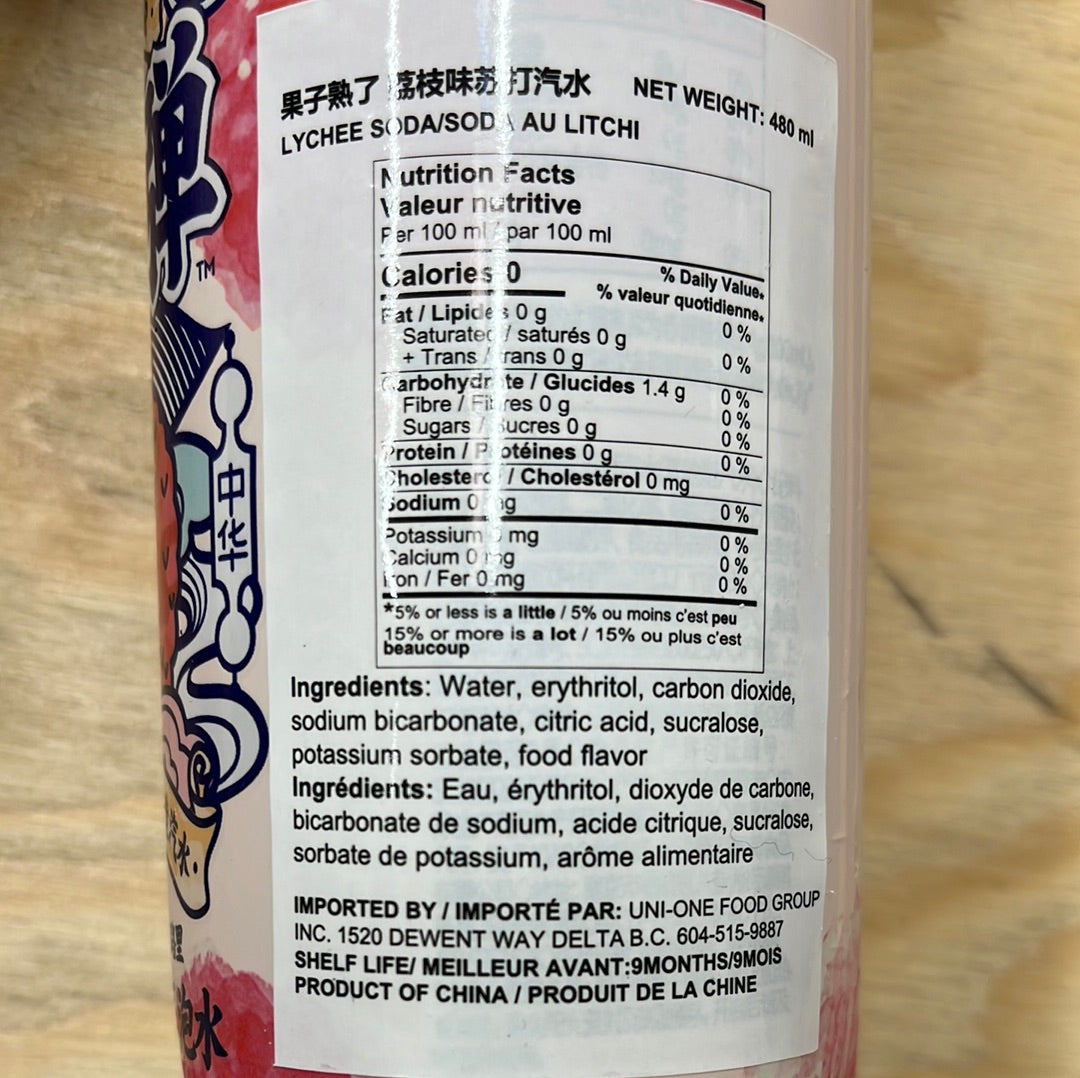 果子熟了 荔枝味苏打汽水 NET WEIGHT: 480 ml
LYCHEE SODA/SODA AU LITCHI
Nutrition Facts
Valeur nutritive
Per 100 ml / par 100 ml
Calories 0
% Daily Value*
% valeur quotidienne*
Fat / Lipides 0 g 0 %
Saturated / saturés 0 g
+ Trans / trans 0 g 0 %
Carbohydrate / Glucides 1.4 g 0 %
Fibre / Fibres 0 g 0 %
Sugars / Sucres 0 g 0 %
Protein / Protéines 0 g 0 %
Cholesterol / Cholestérol 0 mg
Sodium 0 mg 0 %
Potassium 0 mg 0 %
Calcium 0 mg 0 %
Iron / Fer 0 mg 0 %
*5% or less is a little / 5% ou moins c'est peu
15% or more is a lot / 15% ou plus c'est
beaucoup
Ingredients: Water, erythritol, carbon dioxide,
sodium bicarbonate, citric acid, sucralose,
potassium sorbate, food flavor
Ingrédients: Eau, érythritol, dioxyde de carbone,
bicarbonate de sodium, acide citrique, sucralose,
sorbate de potassium, arôme alimentaire
IMPORTED BY / IMPORTÉ PAR: UNI-ONE FOOD GROUP
INC. 1520 DEWENT WAY DELTA B.C. 604-515-9887
SHELF LIFE/ MEILLEUR AVANT:9MONTHS/9MOIS
PRODUCT OF CHINA / PRODUIT DE LA CHINE
TM
中华
汽水
泡水